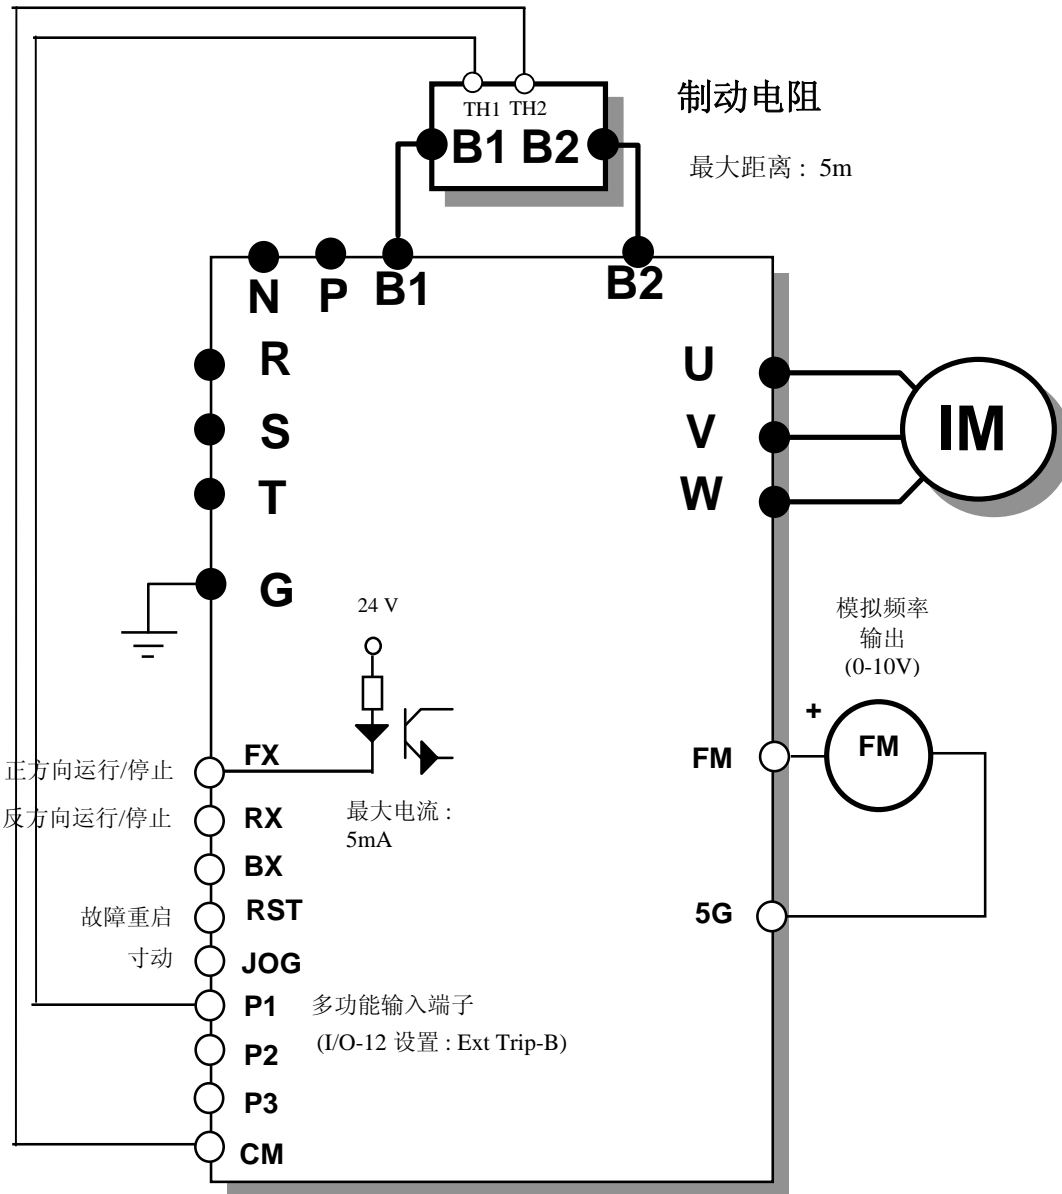 TH1 TH2
B1 B2
制动电阻
最大距离 : 5m
N P B1 B2
R
S
T
G
U
V
W
IM
24 V
模拟频率
输出
(0-10V)
+
FM
FM
5G
正方向运行/停止 FX
反方向运行/停止 RX
最大电流 :
5mA
BX
故障重启 RST
寸动 JOG
P1 多功能输入端子
(I/O-12 设置 : Ext Trip-B)
P2
P3
CM